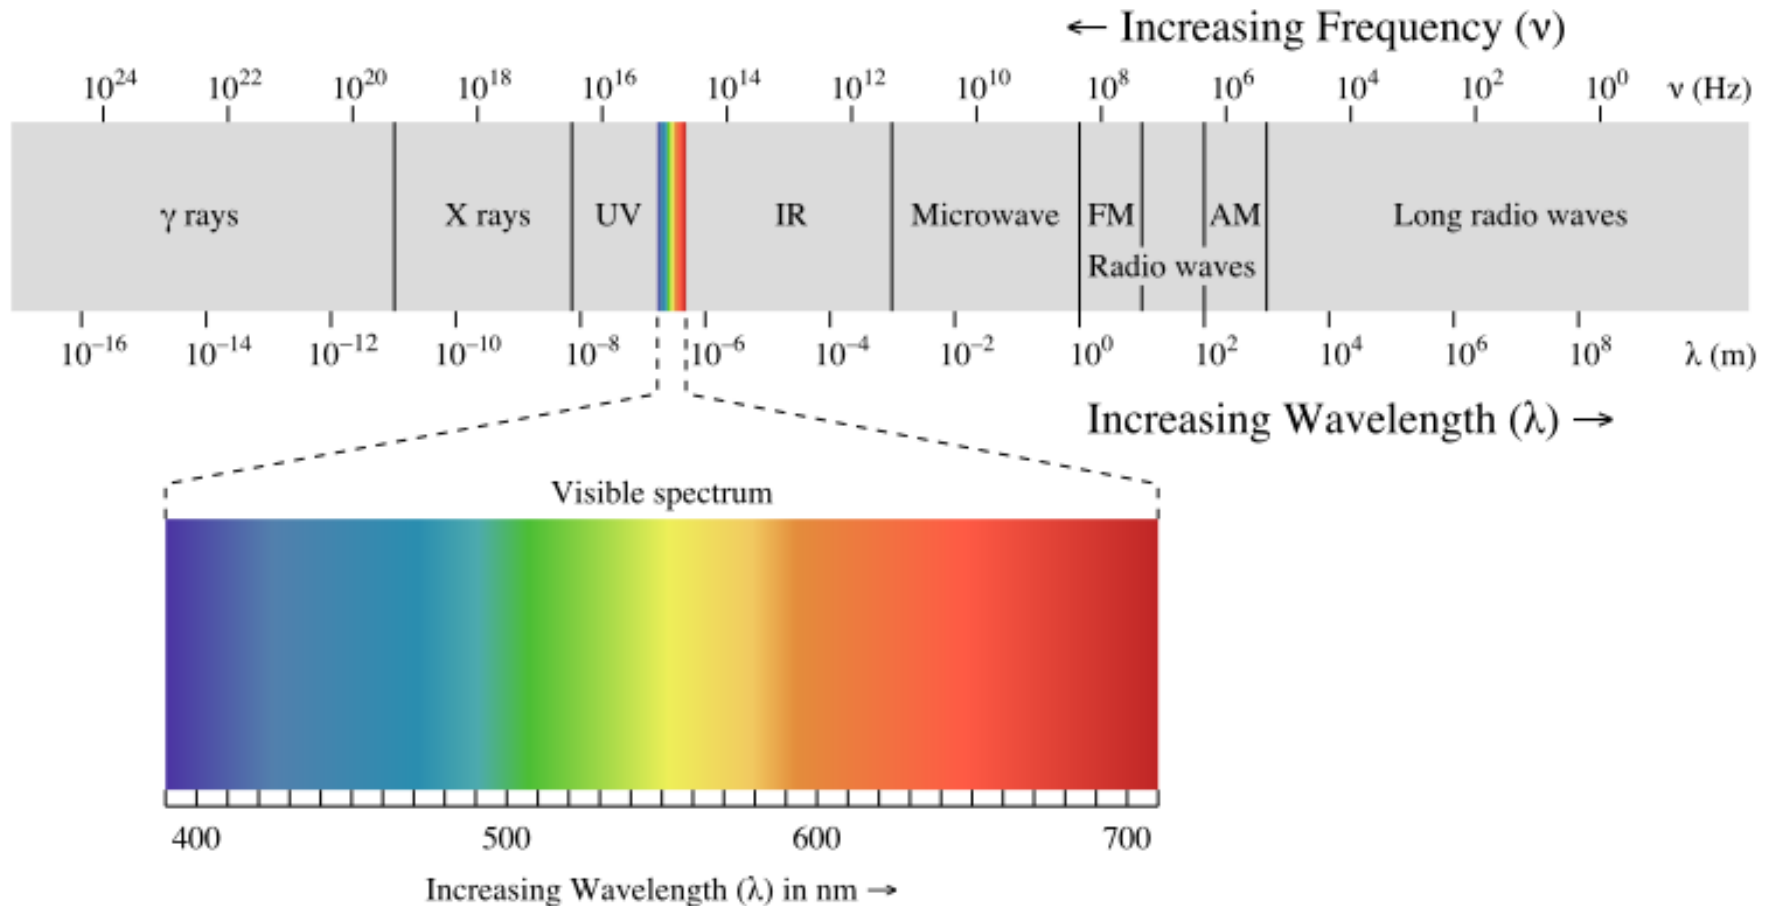 ← Increasing Frequency (ν)
10²⁴ 10²² 10²⁰ 10¹⁸ 10¹⁶ 10¹⁴ 10¹² 10¹⁰ 10⁸ 10⁶ 10⁴ 10² 10⁰ ν (Hz)
γ rays X rays UV IR Microwave FM AM Long radio waves
Radio waves
10⁻¹⁶ 10⁻¹⁴ 10⁻¹² 10⁻¹⁰ 10⁻⁸ 10⁻⁶ 10⁻⁴ 10⁻² 10⁰ 10² 10⁴ 10⁶ 10⁸ λ (m)
Increasing Wavelength (λ) →
Visible spectrum
400 500 600 700
Increasing Wavelength (λ) in nm →